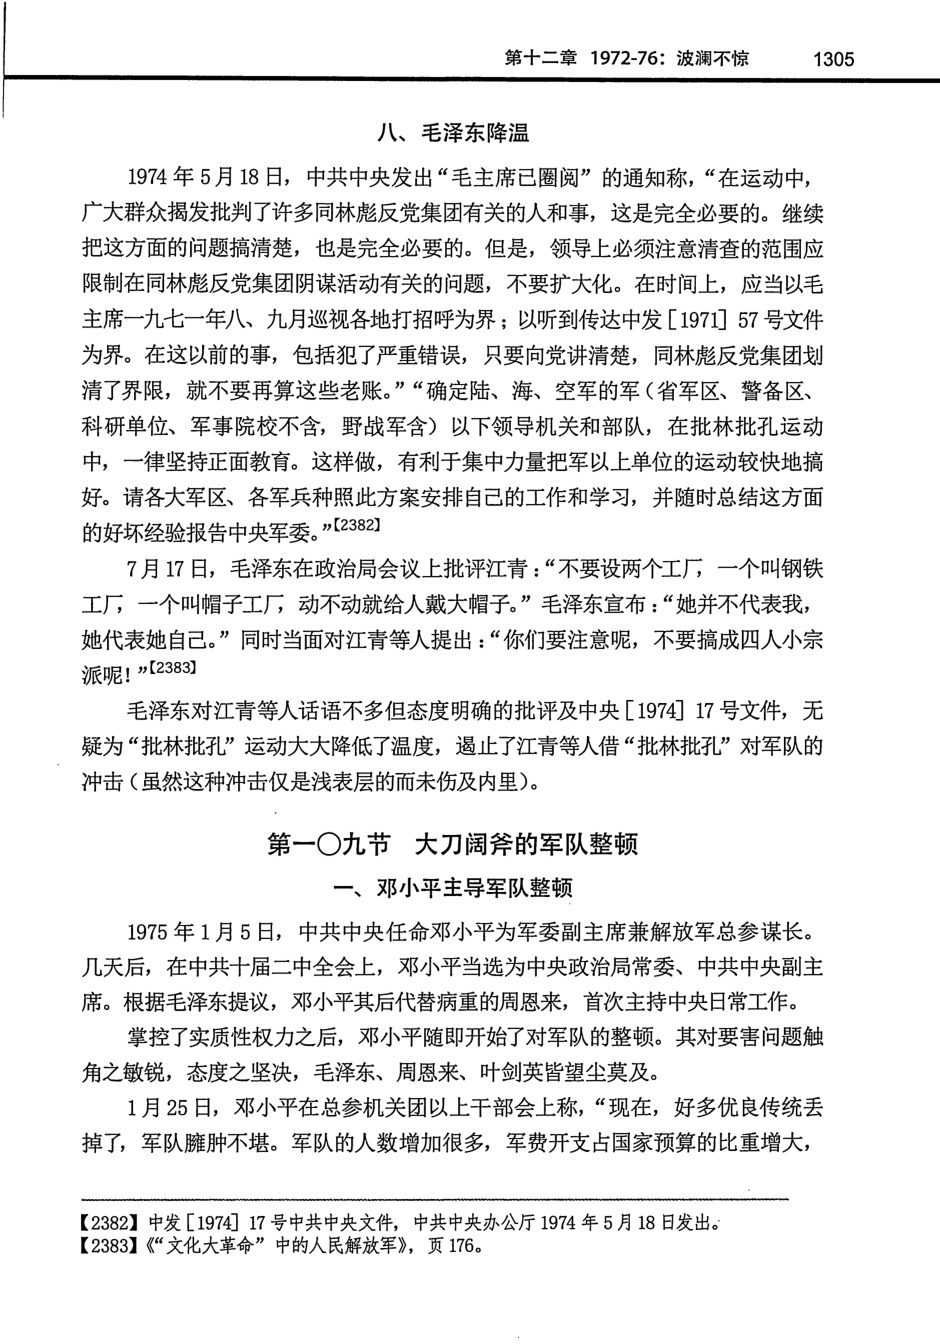 第十二章 1972-76：波澜不惊 1305
八、毛泽东降温
1974 年 5 月 18 日，中共中央发出“毛主席已圈阅”的通知称，“在运动中，
广大群众揭发批判了许多同林彪反党集团有关的人和事，这是完全必要的。继续
把这方面的问题搞清楚，也是完全必要的。但是，领导上必须注意清查的范围应
限制在同林彪反党集团阴谋活动有关的问题，不要扩大化。在时间上，应当以毛
主席一九七一年八、九月巡视各地打招呼为界；以听到传达中发［1971］57 号文件
为界。在这以前的事，包括犯了严重错误，只要向党讲清楚，同林彪反党集团划
清了界限，就不要再算这些老账。”“确定陆、海、空军的军（省军区、警备区、
科研单位、军事院校不含，野战军含）以下领导机关和部队，在批林批孔运动
中，一律坚持正面教育。这样做，有利于集中力量把军以上单位的运动较快地搞
好。请各大军区、各军兵种照此方案安排自己的工作和学习，并随时总结这方面
的好坏经验报告中央军委。”【2382】
7 月 17 日，毛泽东在政治局会议上批评江青：“不要设两个工厂，一个叫钢铁
工厂，一个叫帽子工厂，动不动就给人戴大帽子。”毛泽东宣布：“她并不代表我，
她代表她自己。”同时当面对江青等人提出：“你们要注意呢，不要搞成四人小宗
派呢！”【2383】
毛泽东对江青等人话语不多但态度明确的批评及中央［1974］17 号文件，无
疑为“批林批孔”运动大大降低了温度，遏止了江青等人借“批林批孔”对军队的
冲击（虽然这种冲击仅是浅表层的而未伤及内里）。
第一〇九节 大刀阔斧的军队整顿
一、邓小平主导军队整顿
1975 年 1 月 5 日，中共中央任命邓小平为军委副主席兼解放军总参谋长。
几天后，在中共十届二中全会上，邓小平当选为中央政治局常委、中共中央副主
席。根据毛泽东提议，邓小平其后代替病重的周恩来，首次主持中央日常工作。
掌控了实质性权力之后，邓小平随即开始了对军队的整顿。其对要害问题触
角之敏锐，态度之坚决，毛泽东、周恩来、叶剑英皆望尘莫及。
1 月 25 日，邓小平在总参机关团以上干部会上称，“现在，好多优良传统丢
掉了，军队臃肿不堪。军队的人数增加很多，军费开支占国家预算的比重增大，
【2382】中发［1974］17 号中共中央文件，中共中央办公厅 1974 年 5 月 18 日发出。
【2383】《“文化大革命”中的人民解放军》，页 176。